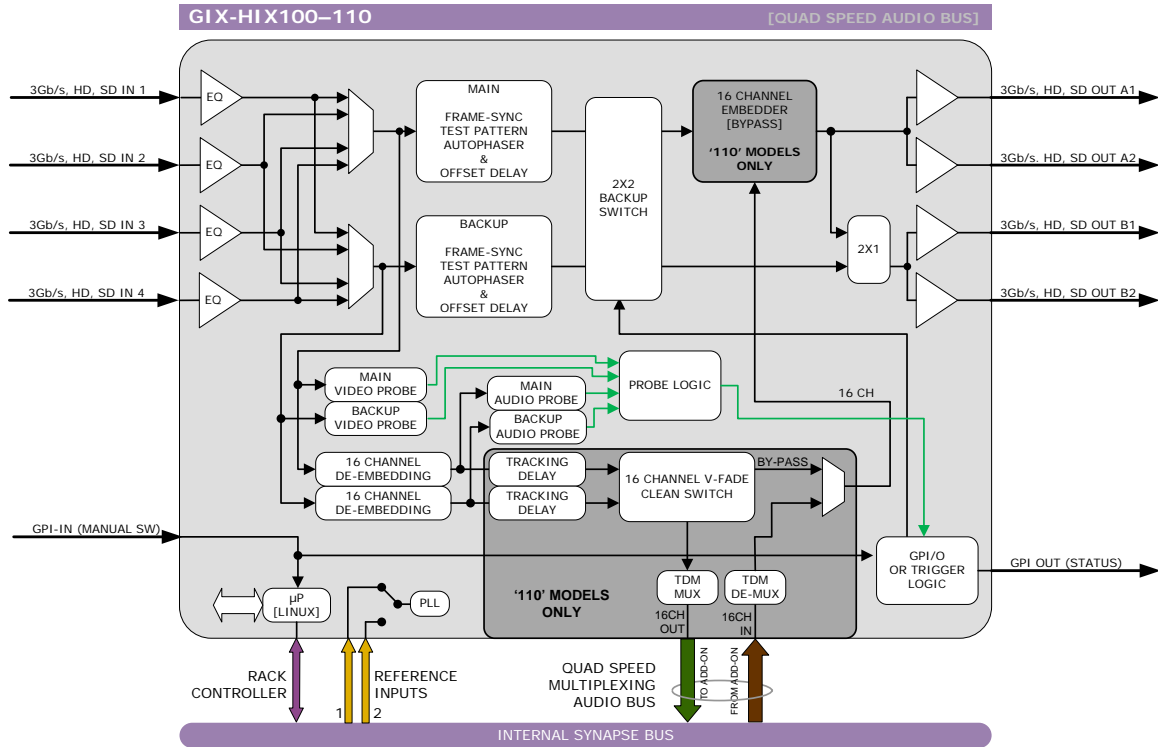 GIX-HIX100–110
[QUAD SPEED AUDIO BUS]
3Gb/s, HD, SD IN 1
3Gb/s, HD, SD IN 2
3Gb/s, HD, SD IN 3
3Gb/s, HD, SD IN 4
EQ
EQ
EQ
EQ
MAIN
FRAME-SYNC
TEST PATTERN
AUTOPHASER
&
OFFSET DELAY
BACKUP
FRAME-SYNC
TEST PATTERN
AUTOPHASER
&
OFFSET DELAY
2X2
BACKUP
SWITCH
16 CHANNEL
EMBEDDER
[BYPASS]
'110' MODELS
ONLY
2X1
3Gb/s, HD, SD OUT A1
3Gb/s, HD, SD OUT A2
3Gb/s, HD, SD OUT B1
3Gb/s, HD, SD OUT B2
MAIN
VIDEO PROBE
BACKUP
VIDEO PROBE
MAIN
AUDIO PROBE
BACKUP
AUDIO PROBE
PROBE LOGIC
16 CH
16 CHANNEL
DE-EMBEDDING
16 CHANNEL
DE-EMBEDDING
TRACKING
DELAY
TRACKING
DELAY
16 CHANNEL V-FADE
CLEAN SWITCH
BY-PASS
GPI-IN (MANUAL SW)
GPI/O
OR TRIGGER
LOGIC
GPI OUT (STATUS)
µP
[LINUX]
PLL
'110' MODELS
ONLY
TDM
MUX
TDM
DE-MUX
16CH
OUT
16CH
IN
RACK
CONTROLLER
REFERENCE
INPUTS
1
2
QUAD SPEED
MULTIPLEXING
AUDIO BUS
TO ADD-ON
FROM ADD-ON
INTERNAL SYNAPSE BUS